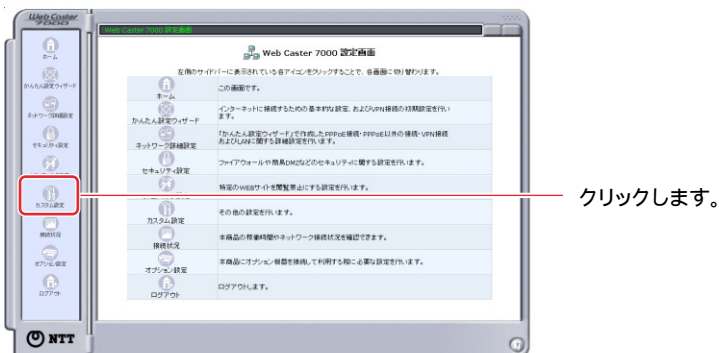 Web Caster
7000
Web Caster 7000 設定画面
Web Caster 7000 設定画面
左側のサイドバーに表示されている各アイコンをクリックすることで、各画面に切り替わります。
ホーム
かんたん設定ウィザード
ネットワーク詳細設定
セキュリティ設定
カスタム設定
接続状況
オプション設定
ログアウト
ホーム
この画面です。
かんたん設定ウィザード
インターネットに接続するための基本的な設定、およびVPN接続の初期設定を行い
ます。
ネットワーク詳細設定
「かんたん設定ウィザード」で作成したPPPoE接続・PPPoE以外の接続・VPN接続
およびLANに関する詳細設定を行います。
セキュリティ設定
ファイアウォールや簡易DMZなどのセキュリティに関する設定を行います。
特定のWEBサイトを閲覧禁止にする設定を行います。
カスタム設定
その他の設定を行います。
接続状況
本商品の稼働時間やネットワーク接続状況を確認できます。
オプション設定
本商品にオプション機器を接続して利用する際に必要な設定を行います。
ログアウト
ログアウトします。
クリックします。
NTT